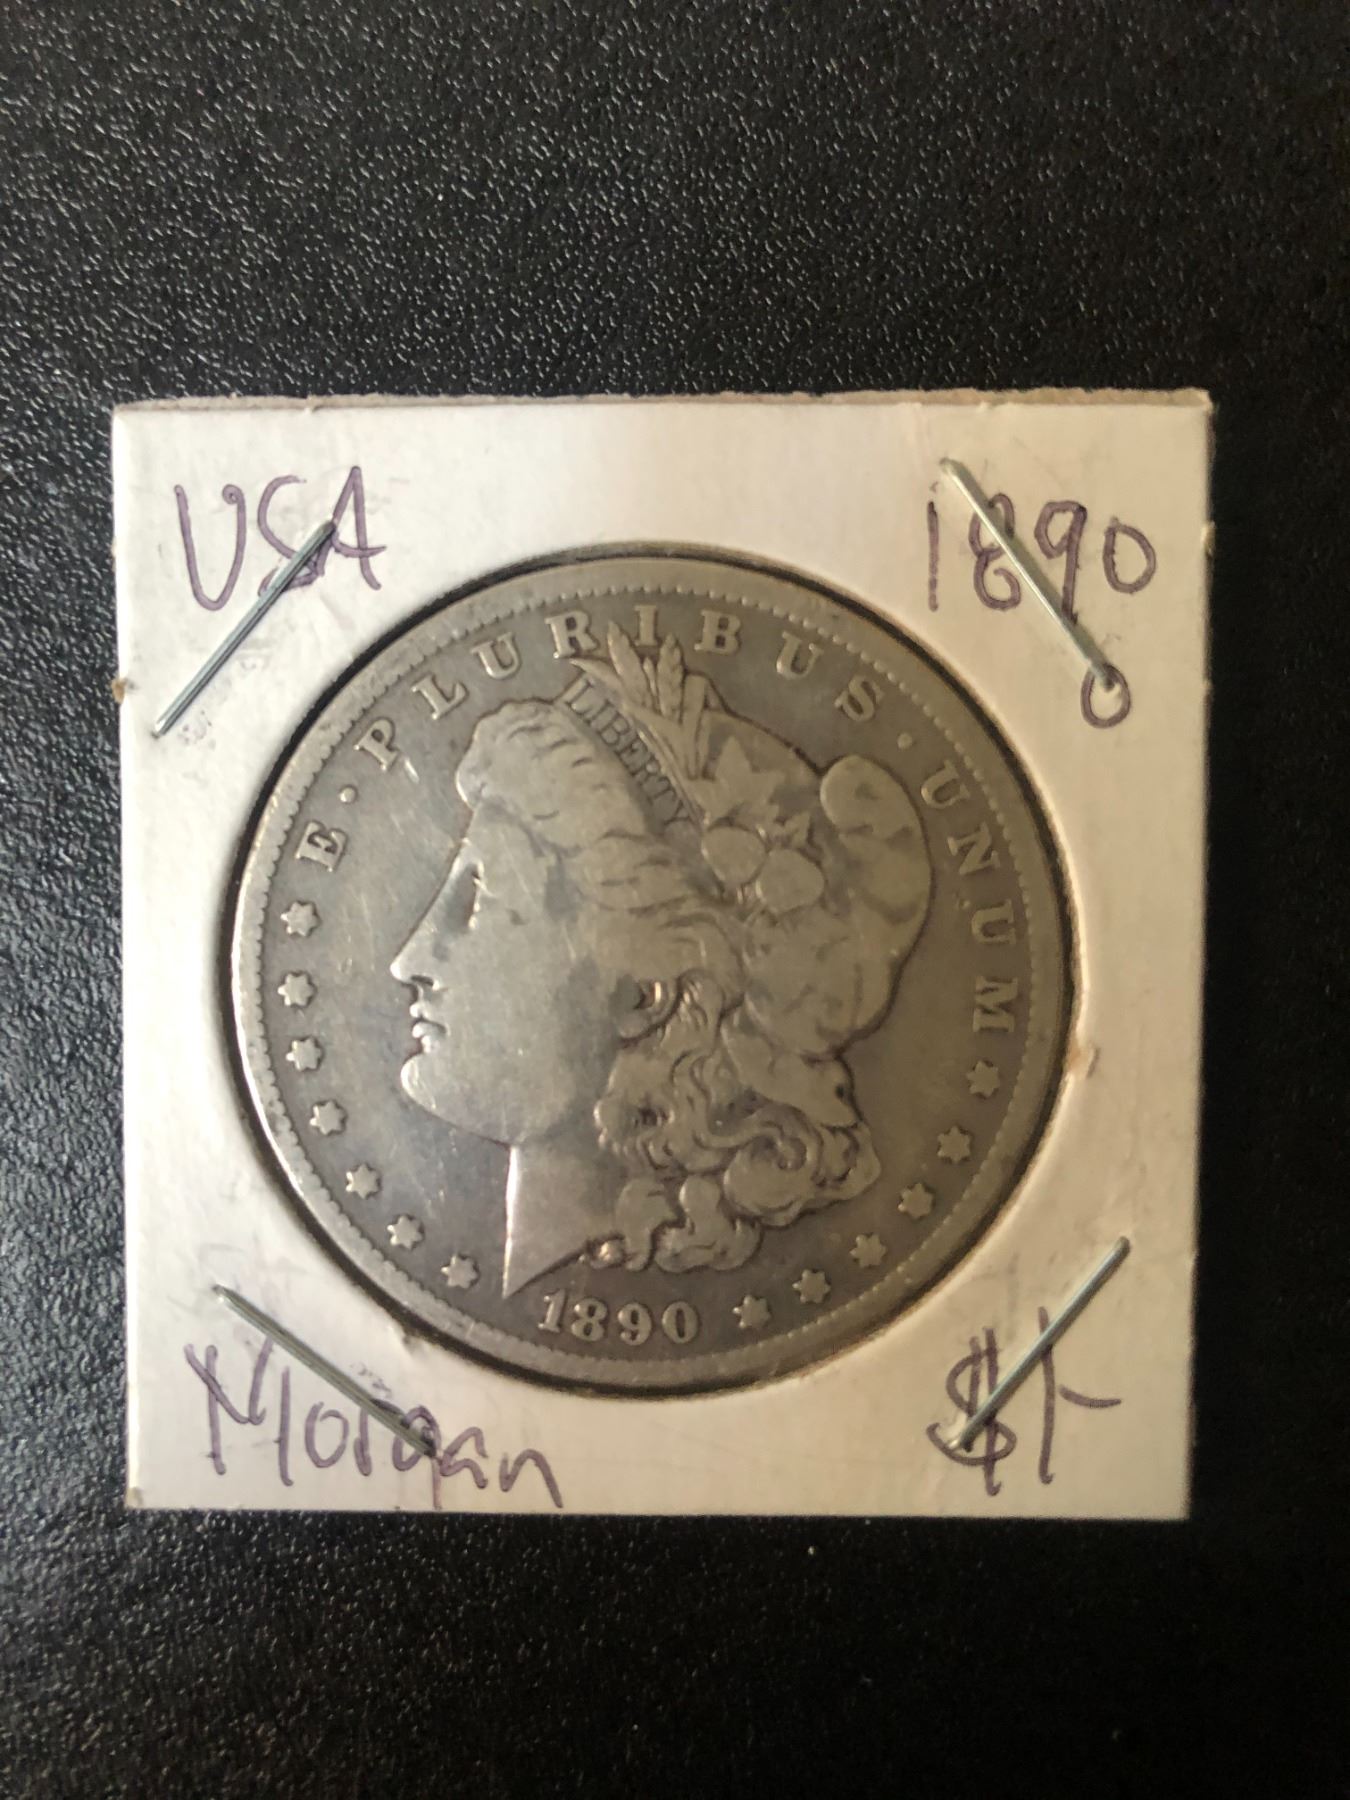 USA
1890
O
E · PLURIBUS · UNUM
LIBERTY
1890
Morgan
$1